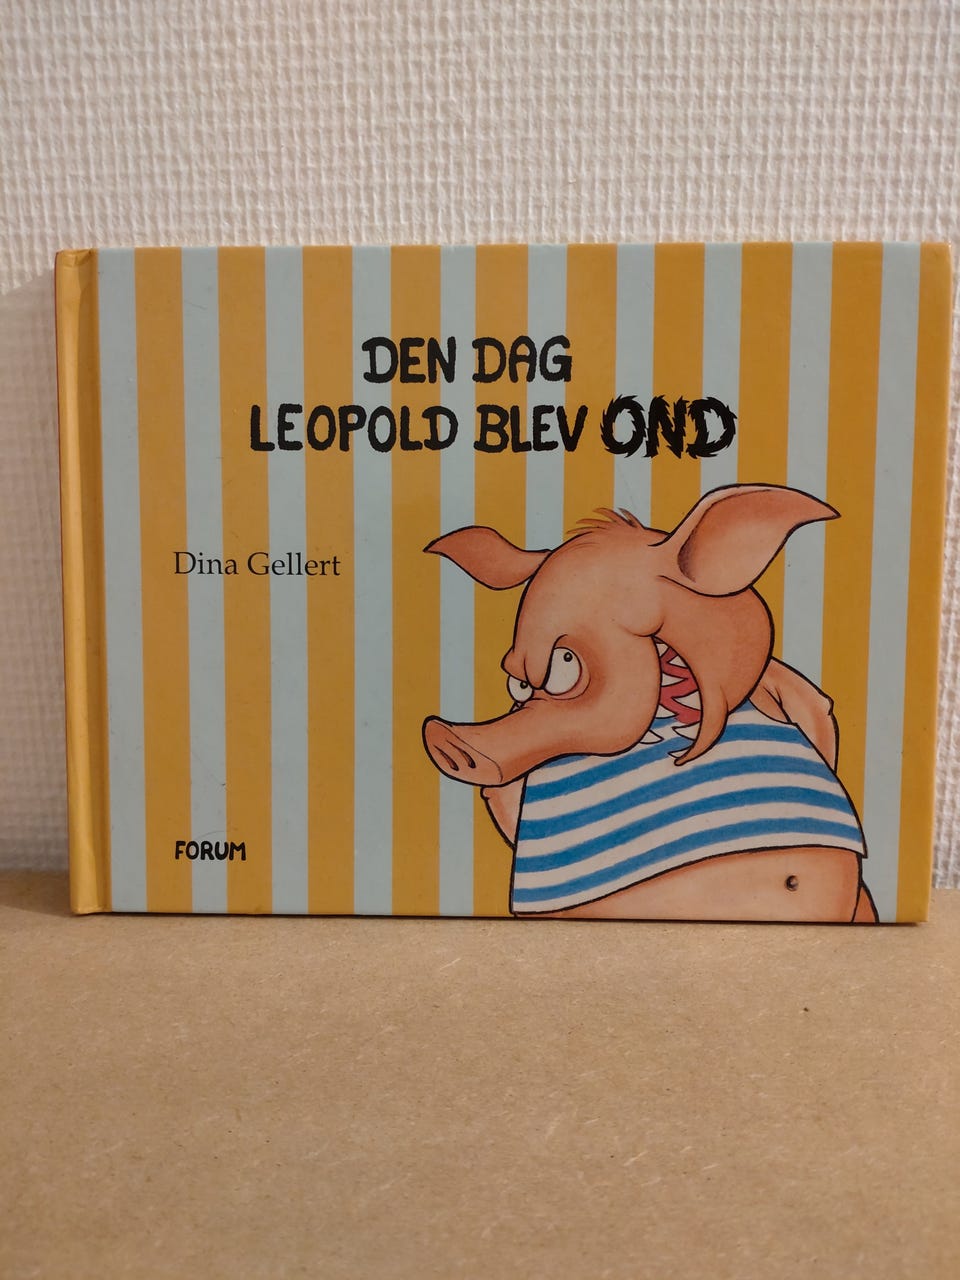 DEN DAG
LEOPOLD BLEV OND
Dina Gellert
FORUM